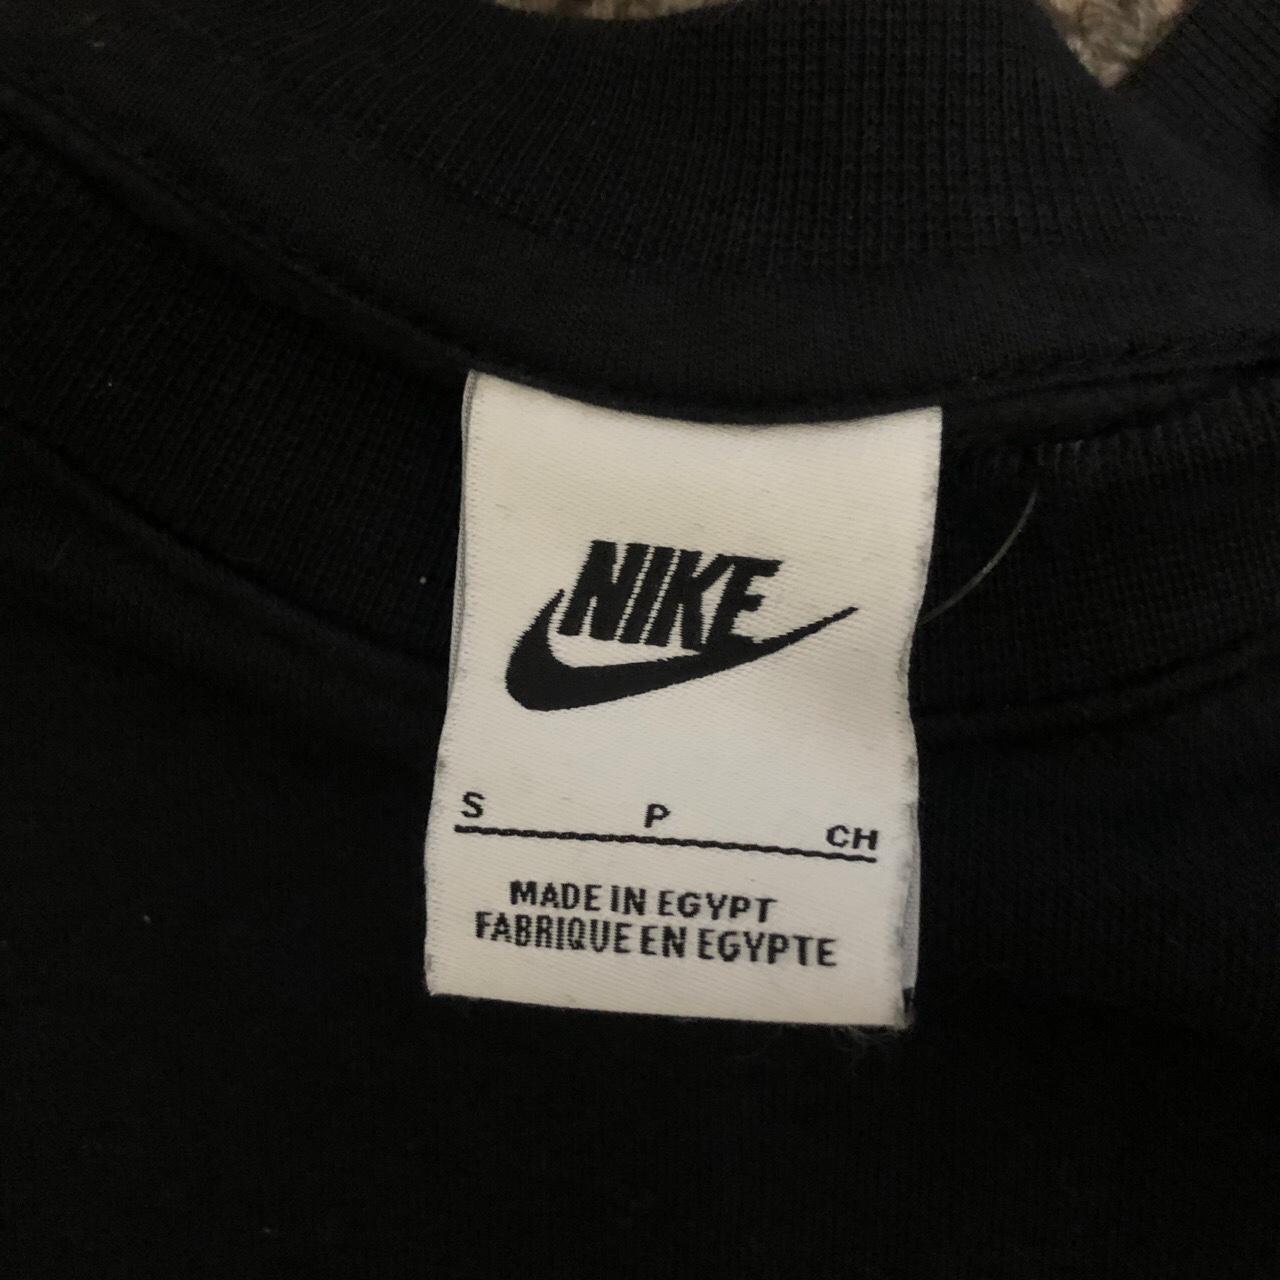 NIKE
S P CH
MADE IN EGYPT
FABRIQUE EN EGYPTE